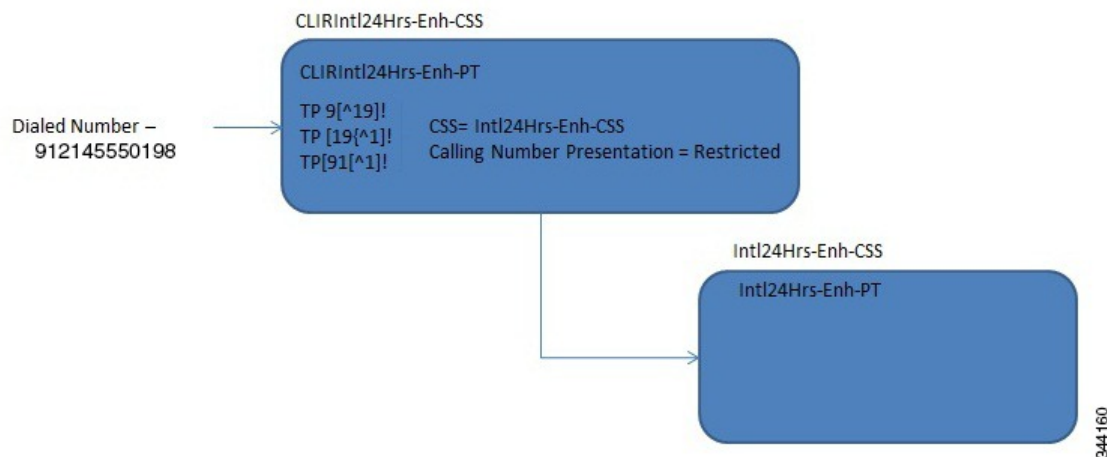 CLIRIntl24Hrs-Enh-CSS
CLIRIntl24Hrs-Enh-PT
TP 9[^19]!
TP [19{^1]!
TP[91[^1]!
CSS= Intl24Hrs-Enh-CSS
Calling Number Presentation = Restricted
Dialed Number –
912145550198
Intl24Hrs-Enh-CSS
Intl24Hrs-Enh-PT
344160